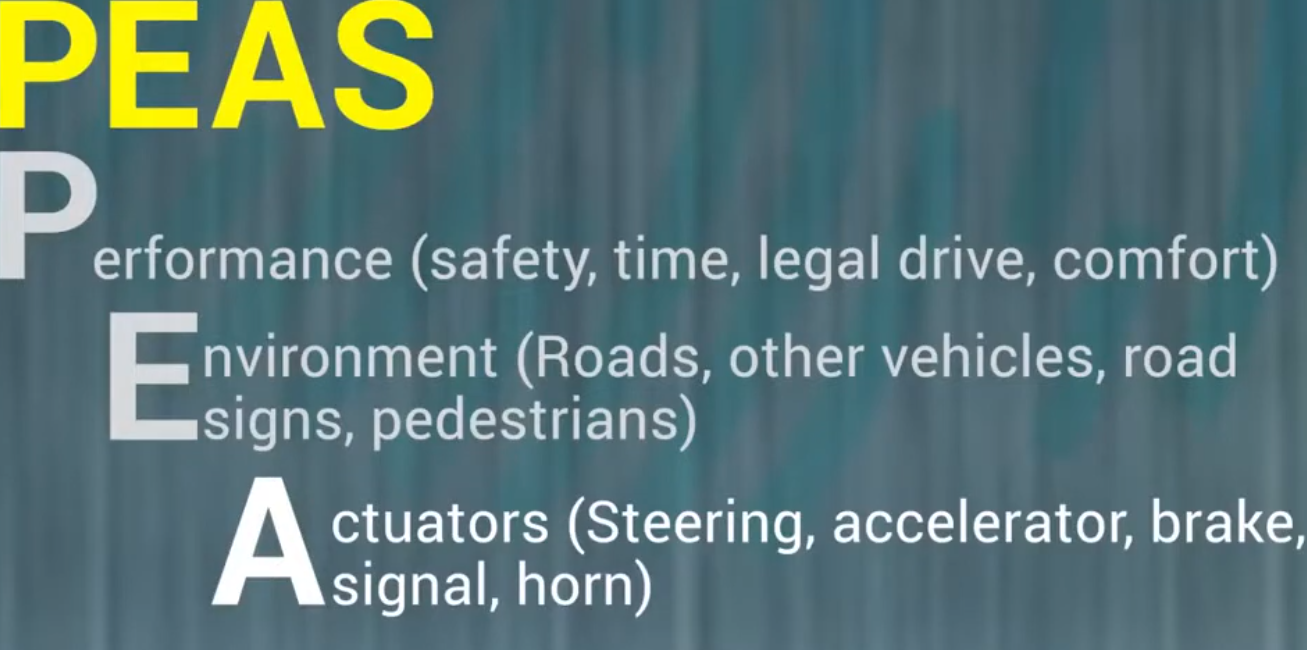 PEAS
Performance (safety, time, legal drive, comfort)
Environment (Roads, other vehicles, road
signs, pedestrians)
Actuators (Steering, accelerator, brake,
signal, horn)